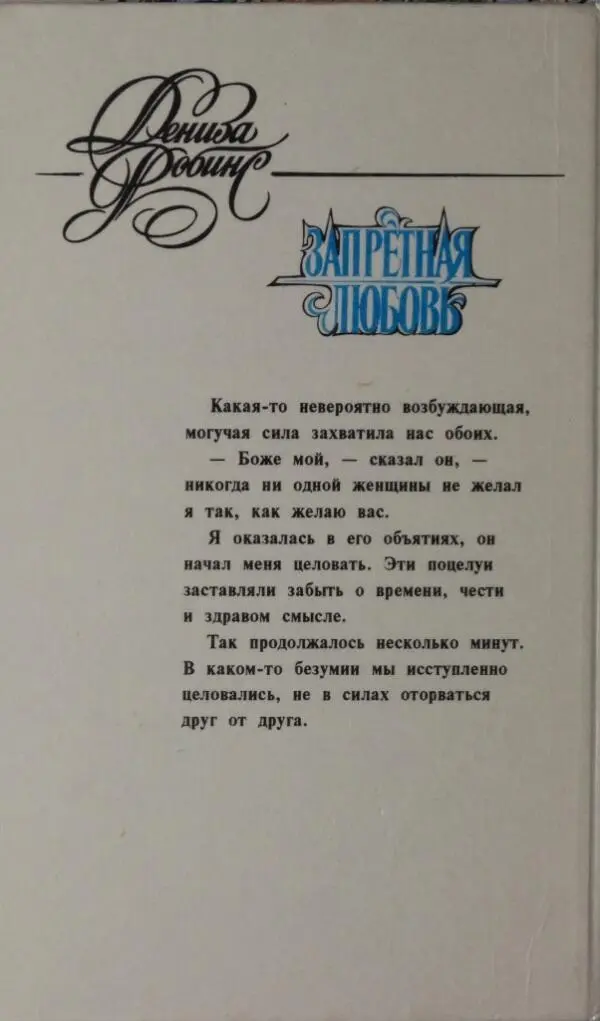 Дениза
Робинс
ЗАПРЕТНАЯ
ЛЮБОВЬ
Какая-то невероятно возбуждающая,
могучая сила захватила нас обоих.
— Боже мой, — сказал он, —
никогда ни одной женщины не желал
я так, как желаю вас.
Я оказалась в его объятиях, он
начал меня целовать. Эти поцелуи
заставляли забыть о времени, чести
и здравом смысле.
Так продолжалось несколько минут.
В каком-то безумии мы исступленно
целовались, не в силах оторваться
друг от друга.